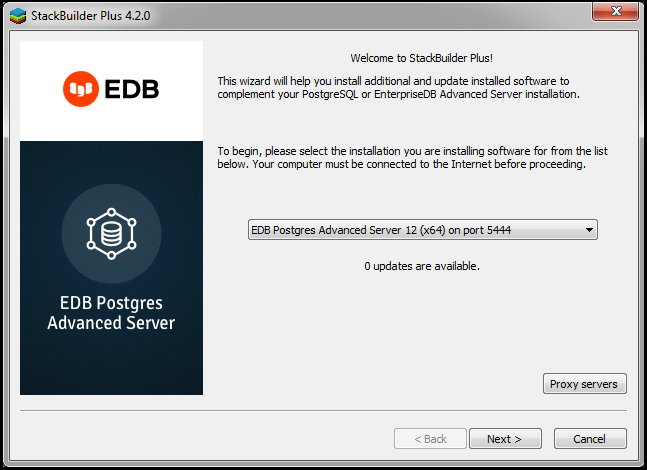 StackBuilder Plus 4.2.0
EDB
EDB Postgres
Advanced Server
Welcome to StackBuilder Plus!
This wizard will help you install additional and update installed software to
complement your PostgreSQL or EnterpriseDB Advanced Server installation.
To begin, please select the installation you are installing software for from the list
below. Your computer must be connected to the Internet before proceeding.
EDB Postgres Advanced Server 12 (x64) on port 5444
0 updates are available.
Proxy servers
< Back
Next >
Cancel